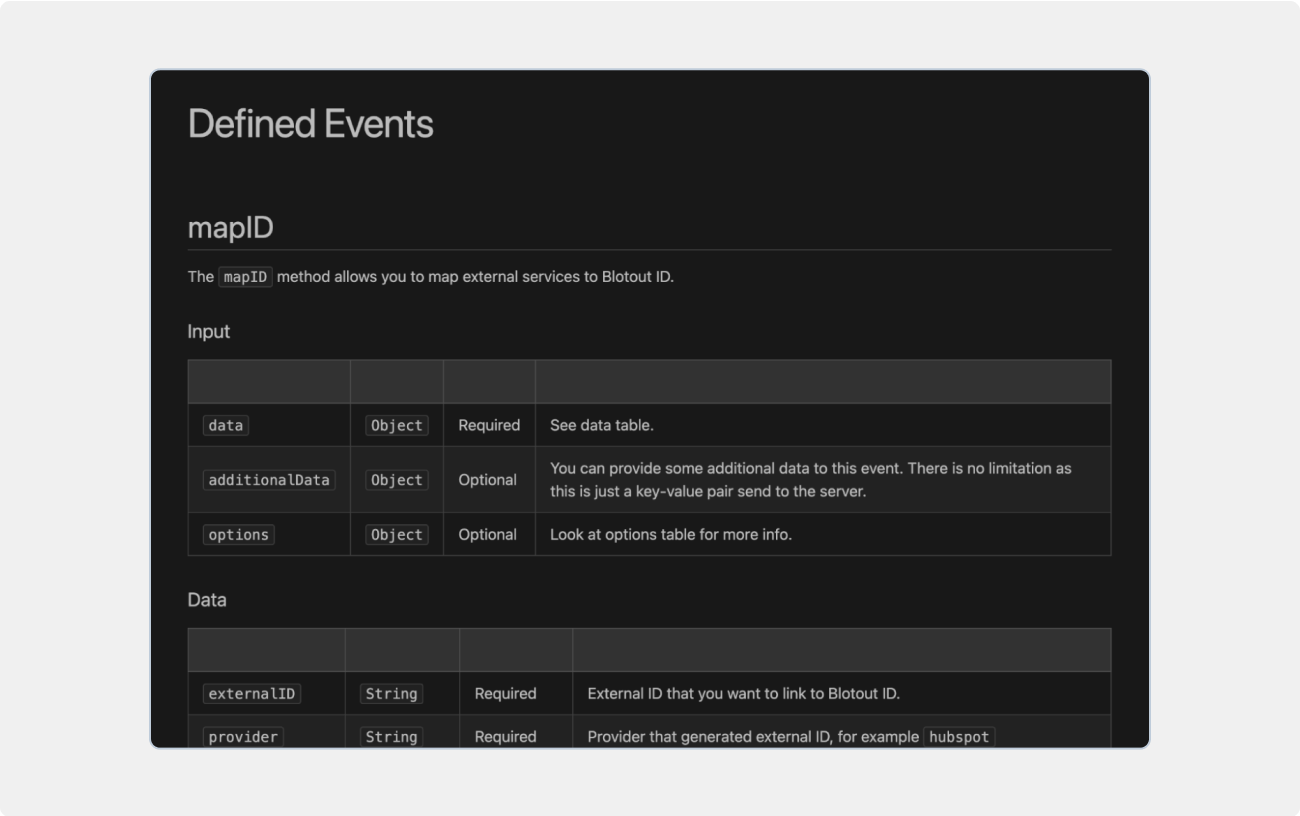 Defined Events
mapID
The mapID method allows you to map external services to Blotout ID.
Input
data Object Required See data table.
additionalData Object Optional You can provide some additional data to this event. There is no limitation as
this is just a key-value pair send to the server.
options Object Optional Look at options table for more info.
Data
externalID String Required External ID that you want to link to Blotout ID.
provider String Required Provider that generated external ID, for example hubspot